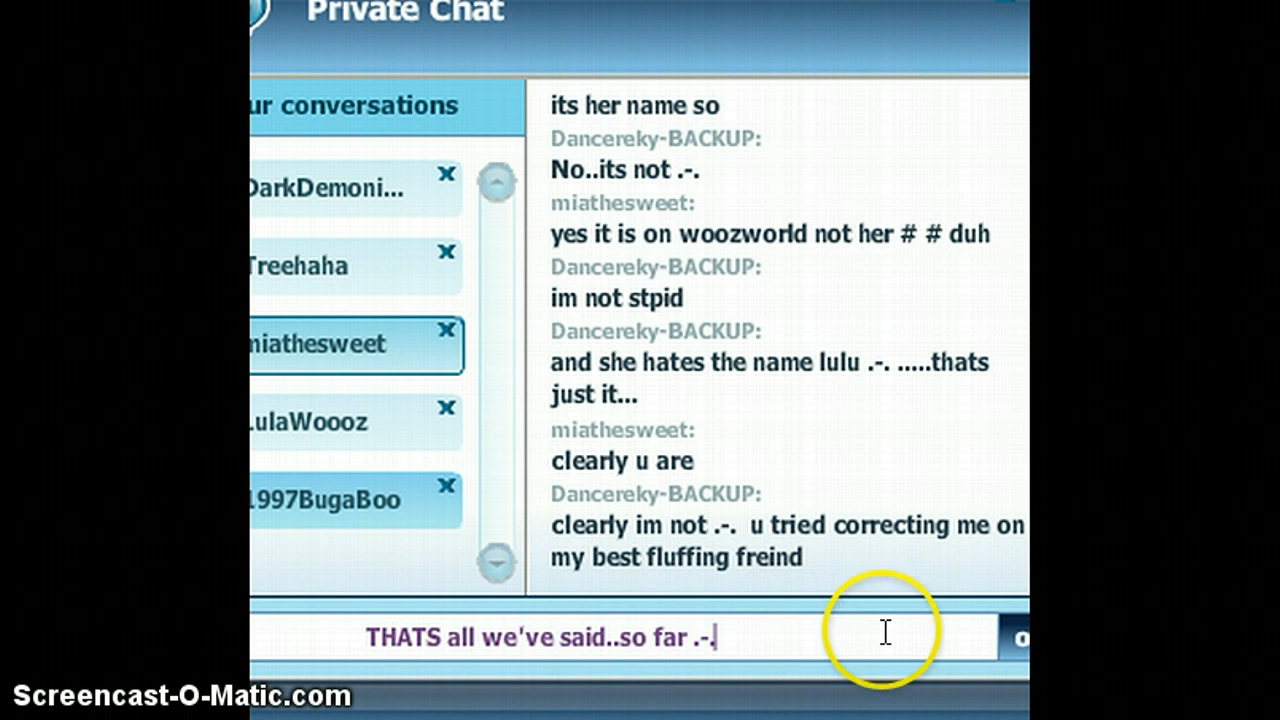 Private Chat
ur conversations
DarkDemoni...
Treehaha
miathesweet
LulaWoooz
1997BugaBoo
its her name so
Dancereky-BACKUP:
No..its not .-.
miathesweet:
yes it is on woozworld not her # # duh
Dancereky-BACKUP:
im not stpid
Dancereky-BACKUP:
and she hates the name lulu .-. .....thats
just it...
miathesweet:
clearly u are
Dancereky-BACKUP:
clearly im not .-.  u tried correcting me on
my best fluffing freind
THATS all we've said..so far .-.
o
Screencast-O-Matic.com